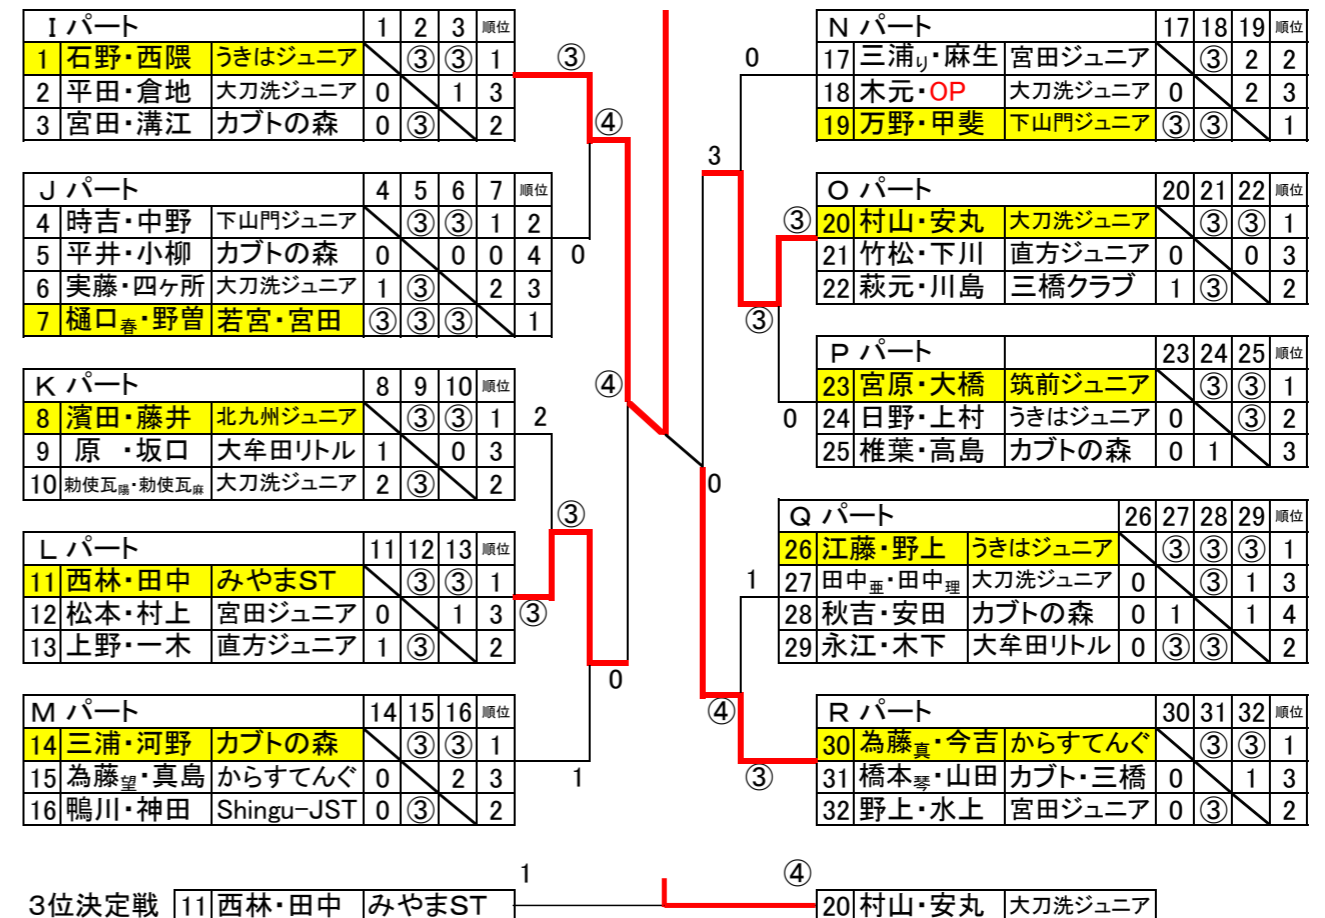 I パート 1 2 3 順位
1 石野・西隈 うきはジュニア ③ ③ 1
2 平田・倉地 大刀洗ジュニア 0 1 3
3 宮田・溝江 カブトの森 0 ③ 2
③
④
J パート 4 5 6 7 順位
4 時吉・中野 下山門ジュニア ③ ③ 1 2
5 平井・小柳 カブトの森 0 0 0 4
6 実藤・四ヶ所 大刀洗ジュニア 1 ③ 2 3
7 樋口春・野曽 若宮・宮田 ③ ③ ③ 1
0
K パート 8 9 10 順位
8 濱田・藤井 北九州ジュニア ③ ③ 1
9 原 ・坂口 大牟田リトル 1 0 3
10 勅使瓦陽・勅使瓦麻 大刀洗ジュニア 2 ③ 2
2
④
③
L パート 11 12 13 順位
11 西林・田中 みやまST ③ ③ 1
12 松本・村上 宮田ジュニア 0 1 3
13 上野・一木 直方ジュニア 1 ③ 2
③
0
M パート 14 15 16 順位
14 三浦・河野 カブトの森 ③ ③ 1
15 為藤望・真島 からすてんぐ 0 2 3
16 鴨川・神田 Shingu-JST 0 ③ 2
1
N パート 17 18 19 順位
17 三浦り・麻生 宮田ジュニア ③ 2 2
18 木元・OP 大刀洗ジュニア 0 2 3
19 万野・甲斐 下山門ジュニア ③ ③ 1
0
3
O パート 20 21 22 順位
20 村山・安丸 大刀洗ジュニア ③ ③ 1
21 竹松・下川 直方ジュニア 0 0 3
22 萩元・川島 三橋クラブ 1 ③ 2
③
③
P パート 23 24 25 順位
23 宮原・大橋 筑前ジュニア ③ ③ 1
24 日野・上村 うきはジュニア 0 ③ 2
25 椎葉・高島 カブトの森 0 1 3
0
0
Q パート 26 27 28 29 順位
26 江藤・野上 うきはジュニア ③ ③ ③ 1
27 田中亜・田中理 大刀洗ジュニア 0 ③ 1 3
28 秋吉・安田 カブトの森 0 1 1 4
29 永江・木下 大牟田リトル 0 ③ ③ 2
1
④
R パート 30 31 32 順位
30 為藤真・今吉 からすてんぐ ③ ③ 1
31 橋本琴・山田 カブト・三橋 0 1 3
32 野上・水上 宮田ジュニア 0 ③ 2
③
1 ④
3位決定戦 11 西林・田中 みやまST 20 村山・安丸 大刀洗ジュニア